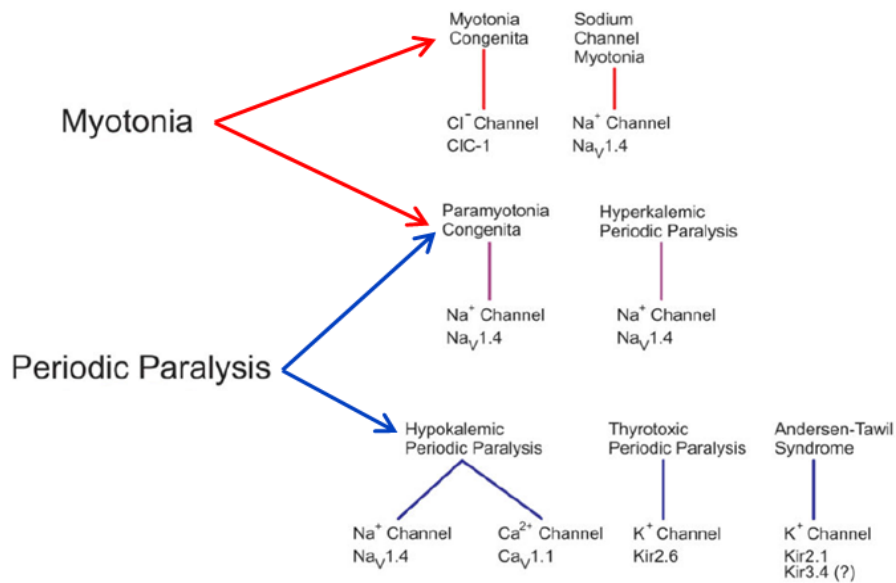 Myotonia
Congenita
Sodium
Channel
Myotonia
Myotonia
Cl⁻ Channel
ClC-1
Na⁺ Channel
NaV1.4
Paramyotonia
Congenita
Hyperkalemic
Periodic Paralysis
Na⁺ Channel
NaV1.4
Na⁺ Channel
NaV1.4
Periodic Paralysis
Hypokalemic
Periodic Paralysis
Thyrotoxic
Periodic Paralysis
Andersen-Tawil
Syndrome
Na⁺ Channel
NaV1.4
Ca²⁺ Channel
CaV1.1
K⁺ Channel
Kir2.6
K⁺ Channel
Kir2.1
Kir3.4 (?)